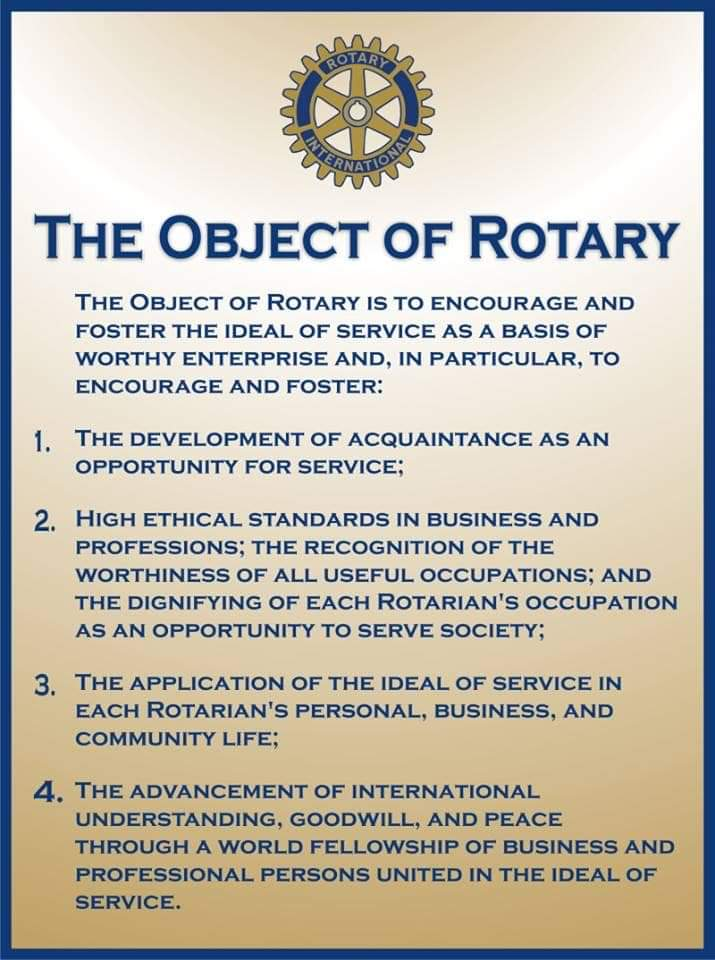 ROTARY
INTERNATIONAL
THE OBJECT OF ROTARY
THE OBJECT OF ROTARY IS TO ENCOURAGE AND
FOSTER THE IDEAL OF SERVICE AS A BASIS OF
WORTHY ENTERPRISE AND, IN PARTICULAR, TO
ENCOURAGE AND FOSTER:
1. THE DEVELOPMENT OF ACQUAINTANCE AS AN
OPPORTUNITY FOR SERVICE;
2. HIGH ETHICAL STANDARDS IN BUSINESS AND
PROFESSIONS; THE RECOGNITION OF THE
WORTHINESS OF ALL USEFUL OCCUPATIONS; AND
THE DIGNIFYING OF EACH ROTARIAN'S OCCUPATION
AS AN OPPORTUNITY TO SERVE SOCIETY;
3. THE APPLICATION OF THE IDEAL OF SERVICE IN
EACH ROTARIAN'S PERSONAL, BUSINESS, AND
COMMUNITY LIFE;
4. THE ADVANCEMENT OF INTERNATIONAL
UNDERSTANDING, GOODWILL, AND PEACE
THROUGH A WORLD FELLOWSHIP OF BUSINESS AND
PROFESSIONAL PERSONS UNITED IN THE IDEAL OF
SERVICE.